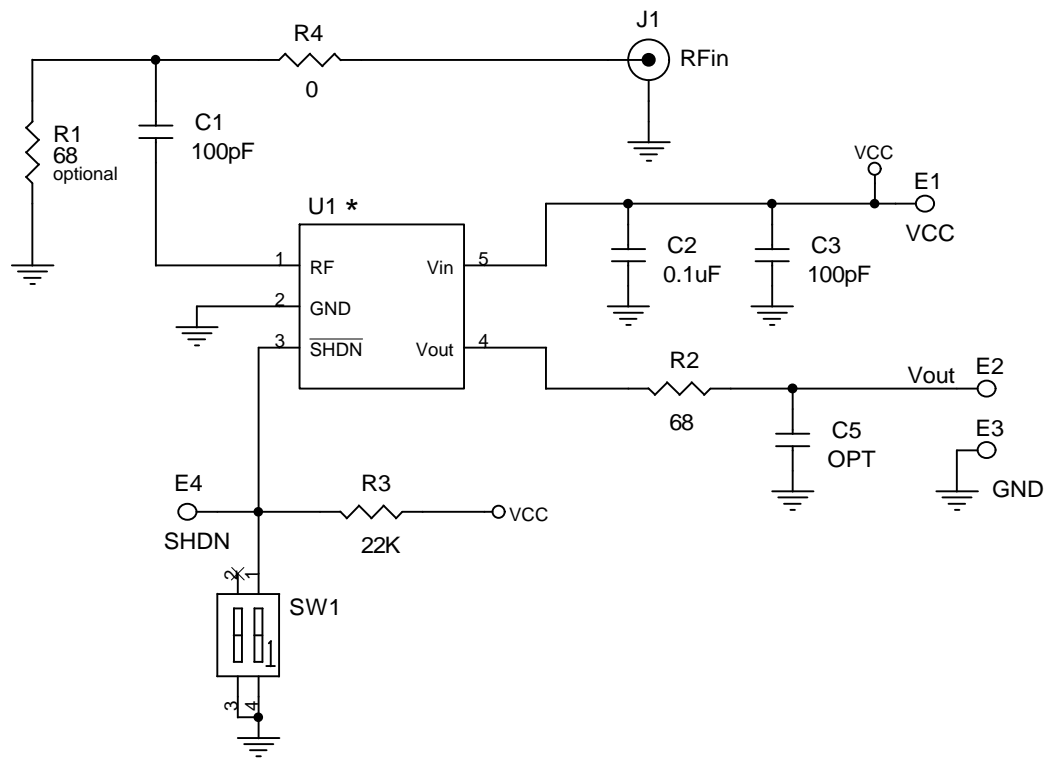 R4
0
J1
RFin
R1
68
optional
C1
100pF
VCC
E1
VCC
U1 *
1
RF
Vin
5
C2
0.1uF
C3
100pF
2
GND
3
SHDN
Vout
4
R2
68
Vout
E2
C5
OPT
E3
GND
E4
SHDN
R3
22K
VCC
2
1
SW1
1
3
4